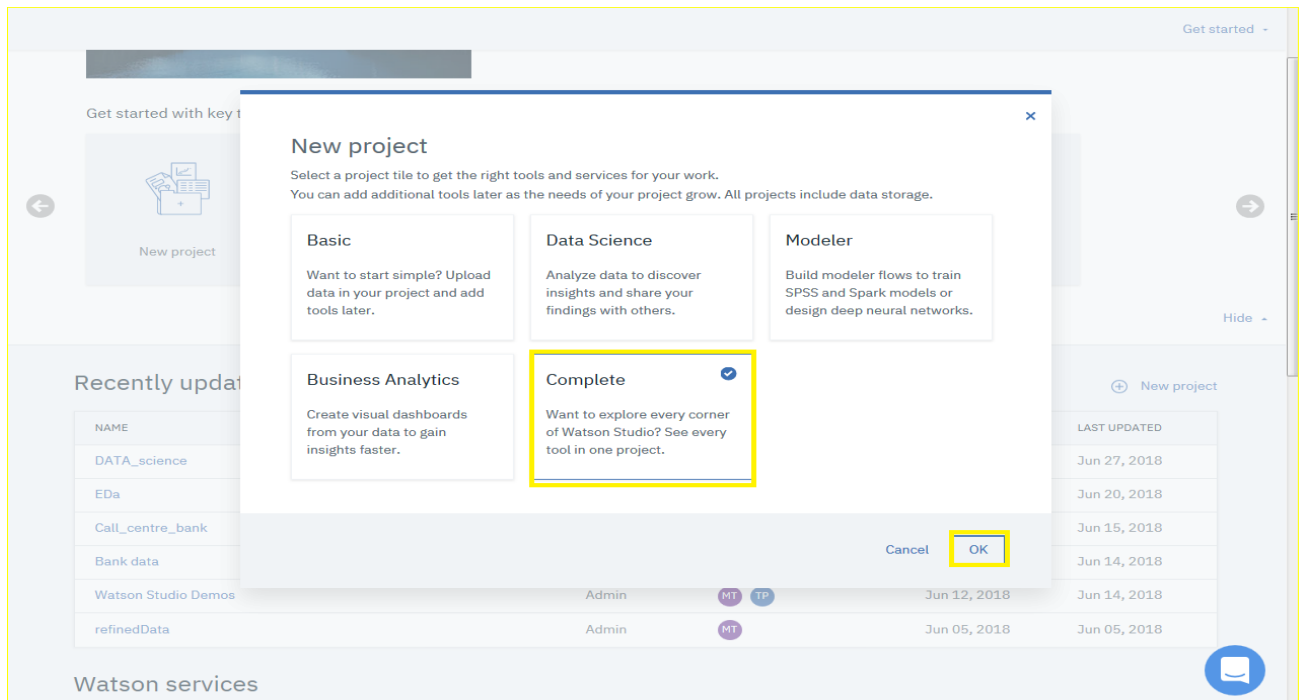 Get started
Get started with key t
New project
Hide
Recently updat
New project
NAME
LAST UPDATED
DATA_science
Jun 27, 2018
EDa
Jun 20, 2018
Call_centre_bank
Jun 15, 2018
Bank data
Jun 14, 2018
Watson Studio Demos
Admin
MT
TP
Jun 12, 2018
Jun 14, 2018
refinedData
Admin
MT
Jun 05, 2018
Jun 05, 2018
Watson services
New project
Select a project tile to get the right tools and services for your work.
You can add additional tools later as the needs of your project grow. All projects include data storage.
Basic
Want to start simple? Upload
data in your project and add
tools later.
Data Science
Analyze data to discover
insights and share your
findings with others.
Modeler
Build modeler flows to train
SPSS and Spark models or
design deep neural networks.
Business Analytics
Create visual dashboards
from your data to gain
insights faster.
Complete
Want to explore every corner
of Watson Studio? See every
tool in one project.
Cancel
OK